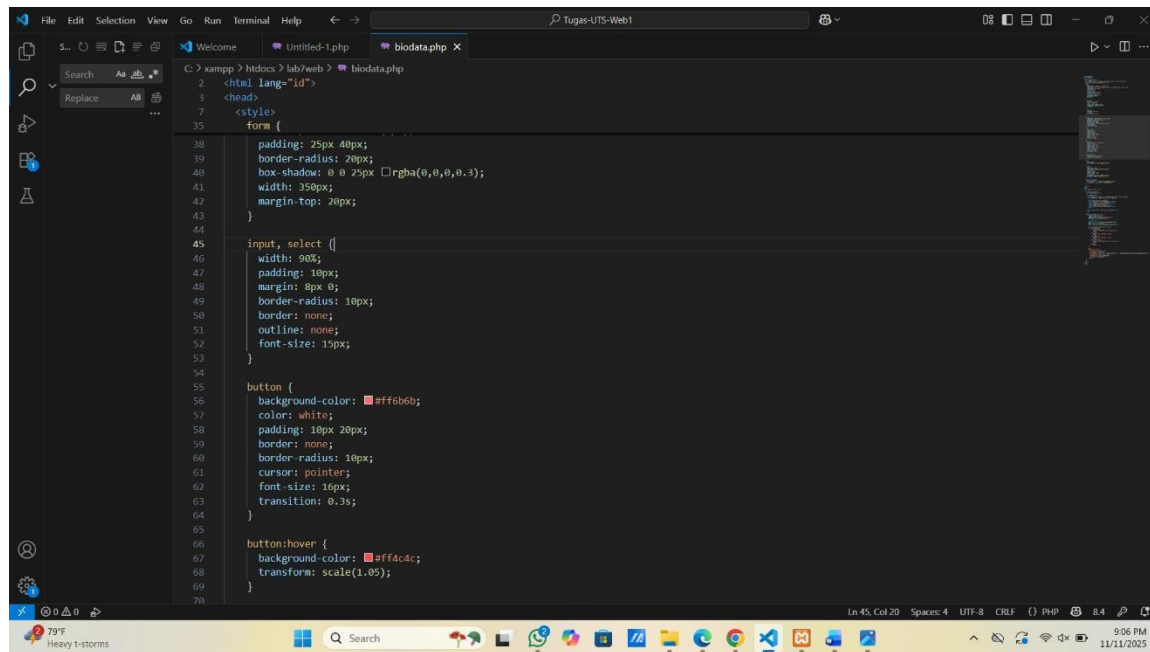 File Edit Selection View Go Run Terminal Help
Tugas-UTS-Web1
S...
Welcome
Untitled-1.php
biodata.php
Search
Aa
ab
.*
Replace
AB
C: > xampp > htdocs > lab7web > biodata.php
2 <html lang="id">
3 <head>
7 <style>
35 form {
38 padding: 25px 40px;
39 border-radius: 20px;
40 box-shadow: 0 0 25px rgba(0,0,0,0.3);
41 width: 350px;
42 margin-top: 20px;
43 }
44
45 input, select {
46 width: 90%;
47 padding: 10px;
48 margin: 8px 0;
49 border-radius: 10px;
50 border: none;
51 outline: none;
52 font-size: 15px;
53 }
54
55 button {
56 background-color: #ff6b6b;
57 color: white;
58 padding: 10px 20px;
59 border: none;
60 border-radius: 10px;
61 cursor: pointer;
62 font-size: 16px;
63 transition: 0.3s;
64 }
65
66 button:hover {
67 background-color: #ff4c4c;
68 transform: scale(1.05);
69 }
70
0 0
Ln 45, Col 20 Spaces: 4 UTF-8 CRLF {} PHP 8.4
2
79°F
Heavy t-storms
Search
9:06 PM
11/11/2025